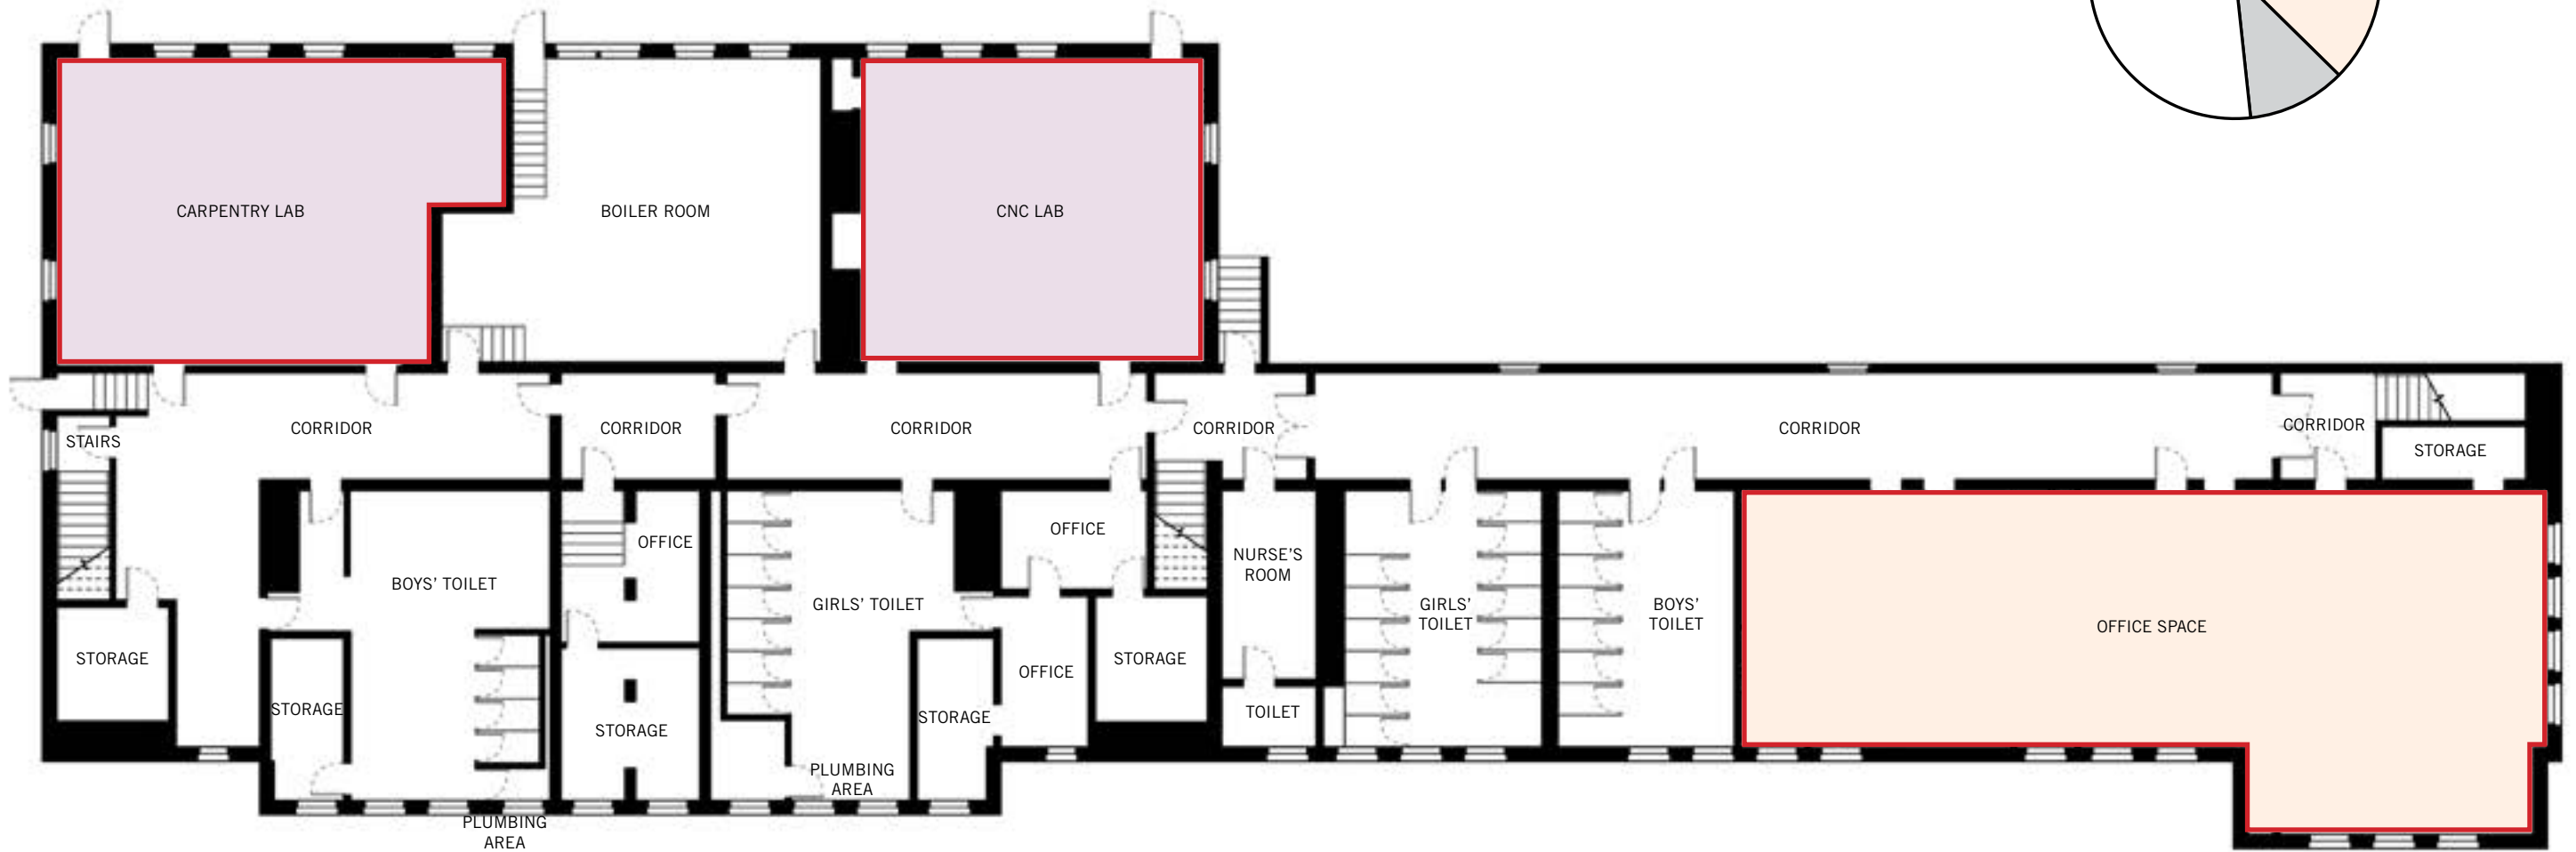 CARPENTRY LAB
BOILER ROOM
CNC LAB
STAIRS
CORRIDOR
CORRIDOR
CORRIDOR
CORRIDOR
CORRIDOR
CORRIDOR
STORAGE
OFFICE
OFFICE
BOYS' TOILET
GIRLS' TOILET
NURSE'S
ROOM
GIRLS'
TOILET
BOYS'
TOILET
OFFICE SPACE
STORAGE
STORAGE
STORAGE
STORAGE
OFFICE
STORAGE
TOILET
PLUMBING
AREA
PLUMBING
AREA